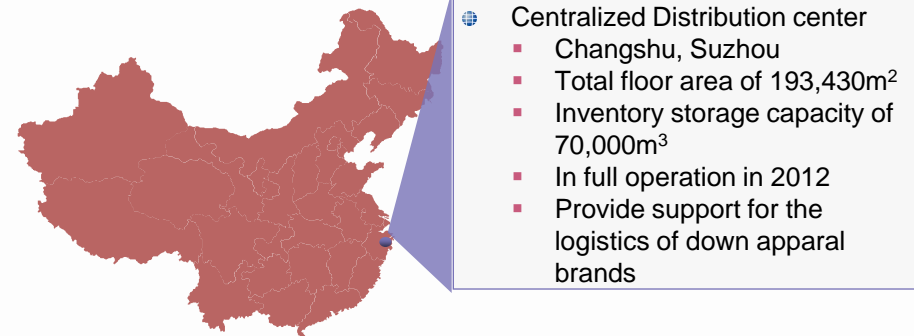 Centralized Distribution center
Changshu, Suzhou
Total floor area of 193,430m²
Inventory storage capacity of
70,000m³
In full operation in 2012
Provide support for the
logistics of down apparal
brands